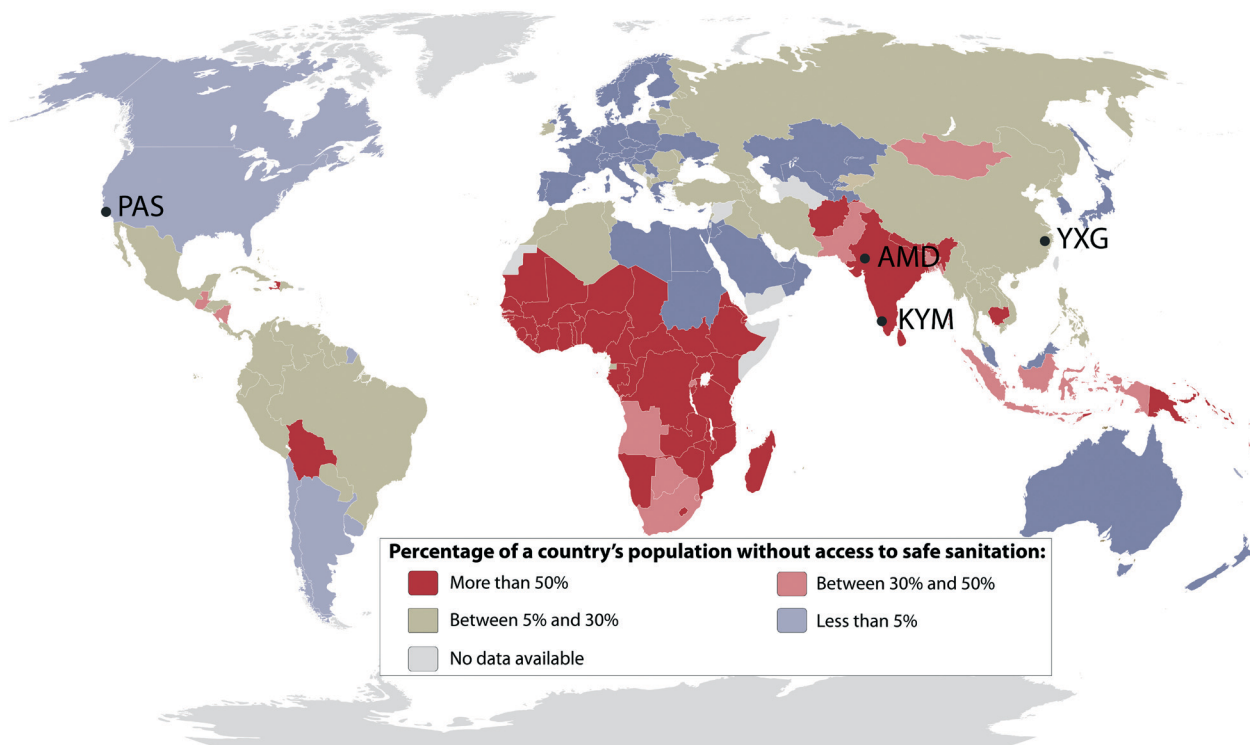 PAS
YXG
AMD
KYM
Percentage of a country's population without access to safe sanitation:
More than 50%
Between 30% and 50%
Between 5% and 30%
Less than 5%
No data available